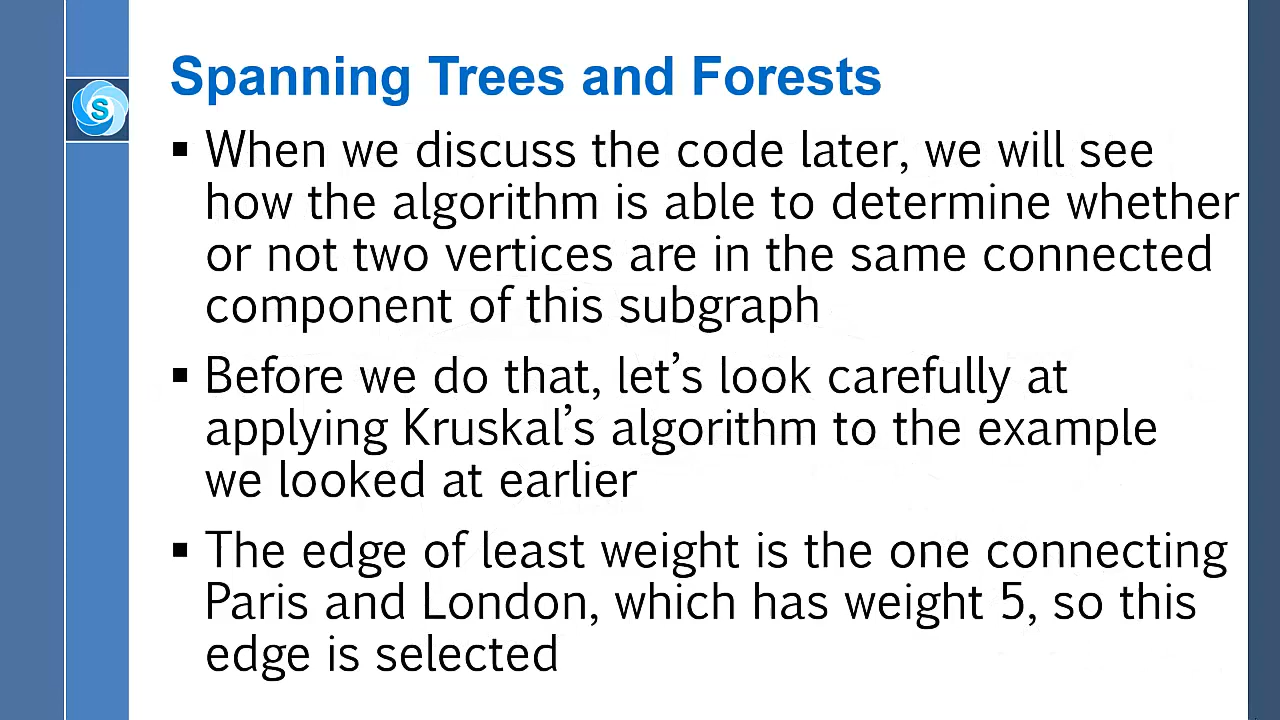 S
Spanning Trees and Forests
▪ When we discuss the code later, we will see
how the algorithm is able to determine whether
or not two vertices are in the same connected
component of this subgraph
▪ Before we do that, let’s look carefully at
applying Kruskal’s algorithm to the example
we looked at earlier
▪ The edge of least weight is the one connecting
Paris and London, which has weight 5, so this
edge is selected